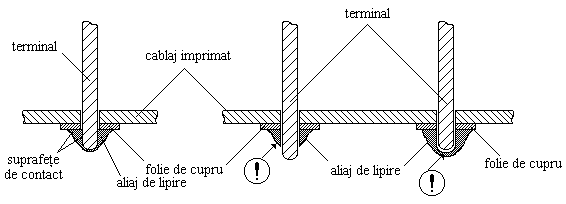 terminal
terminal
cablaj imprimat
suprafețe
de contact
folie de cupru
aliaj de lipire
aliaj de lipire
folie de cupru
!
!